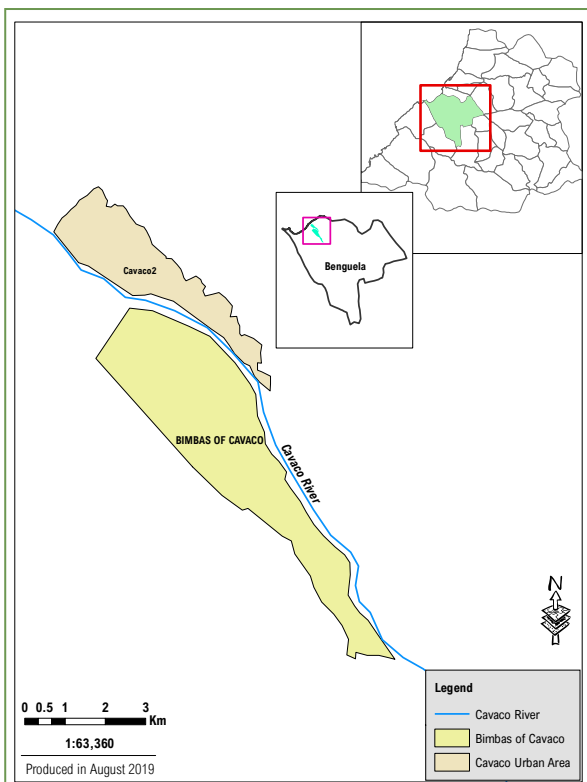 Benguela
Cavaco2
BIMBAS OF CAVACO
Cavaco River
N
0 0.5 1 2 3
Km
1:63,360
Produced in August 2019
Legend
Cavaco River
Bimbas of Cavaco
Cavaco Urban Area